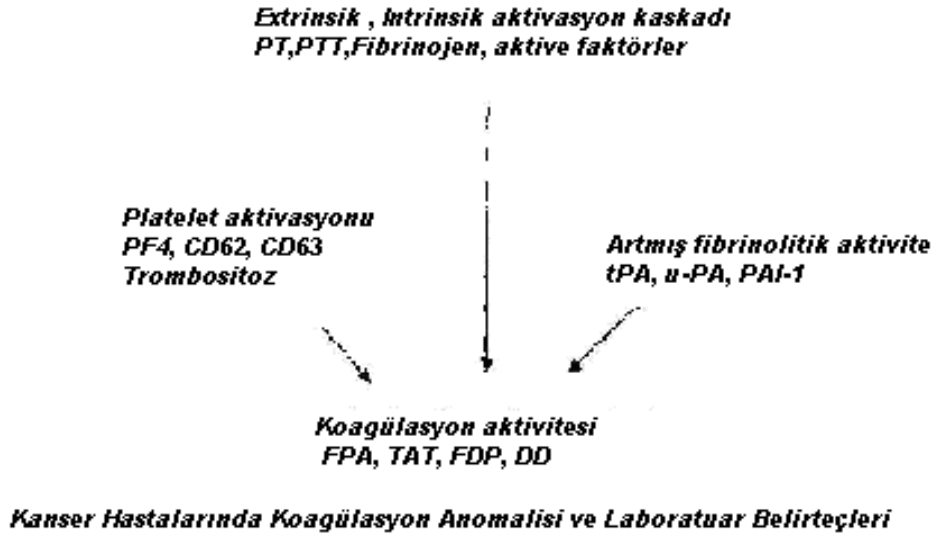 Extrinsik , Intrinsik aktivasyon kaskadı
PT,PTT,Fibrinojen, aktive faktörler
Platelet aktivasyonu
PF4, CD62, CD63
Trombositoz
Artmış fibrinolitik aktivite
tPA, u-PA, PAI-1
Koagülasyon aktivitesi
FPA, TAT, FDP, DD
Kanser Hastalarında Koagülasyon Anomalisi ve Laboratuar Belirteçleri